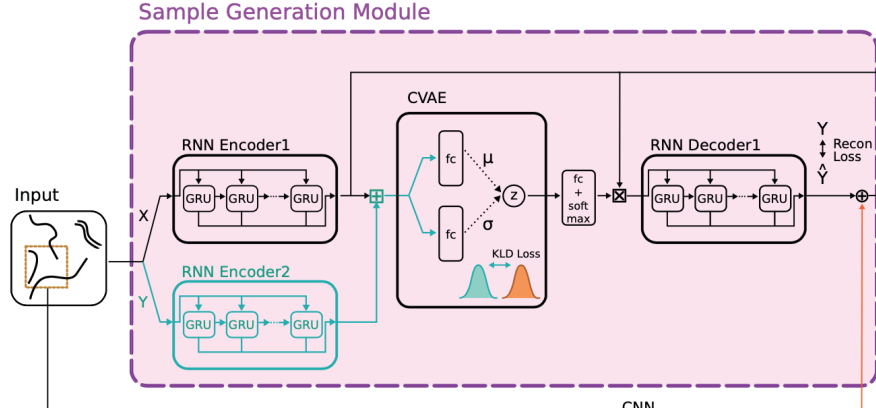 Sample Generation Module
Input
X
Y
RNN Encoder1
GRU GRU GRU
RNN Encoder2
GRU GRU GRU
CVAE
fc
fc
μ
σ
z
KLD Loss
fc
+
soft
max
RNN Decoder1
GRU GRU GRU
Y
Recon
Loss
Ŷ
CNN